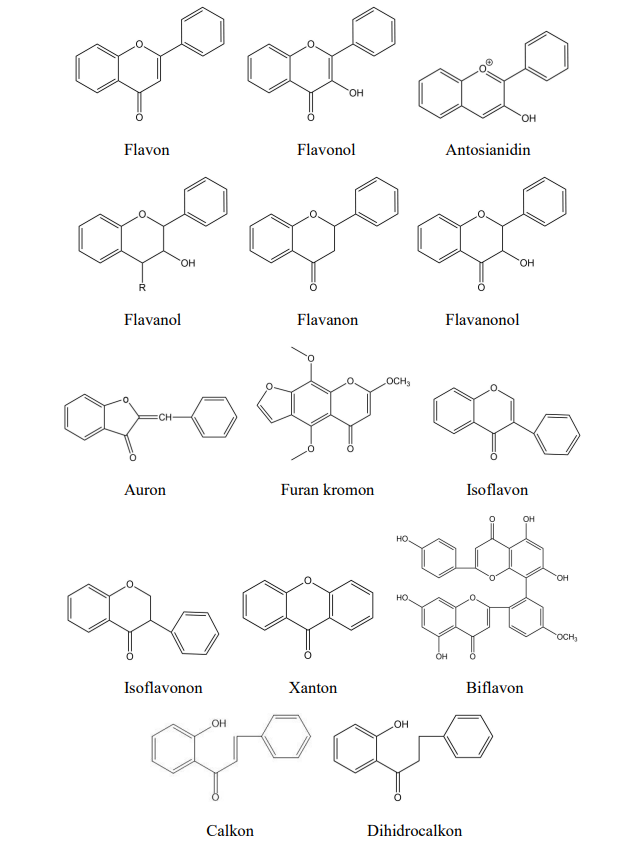 O O OH
O O O⊕
O O OH
Flavon Flavonol Antosianidin
O O O
OH OH
R O O
Flavanol Flavanon Flavanonol
O
O O O OCH3 O
CH
O O O O
Auron Furan kromon Isoflavon
O OH
HO
O O O OH
HO O
O O OCH3
OH O
Isoflavonon Xanton Biflavon
OH OH
O O
Calkon Dihidrocalkon